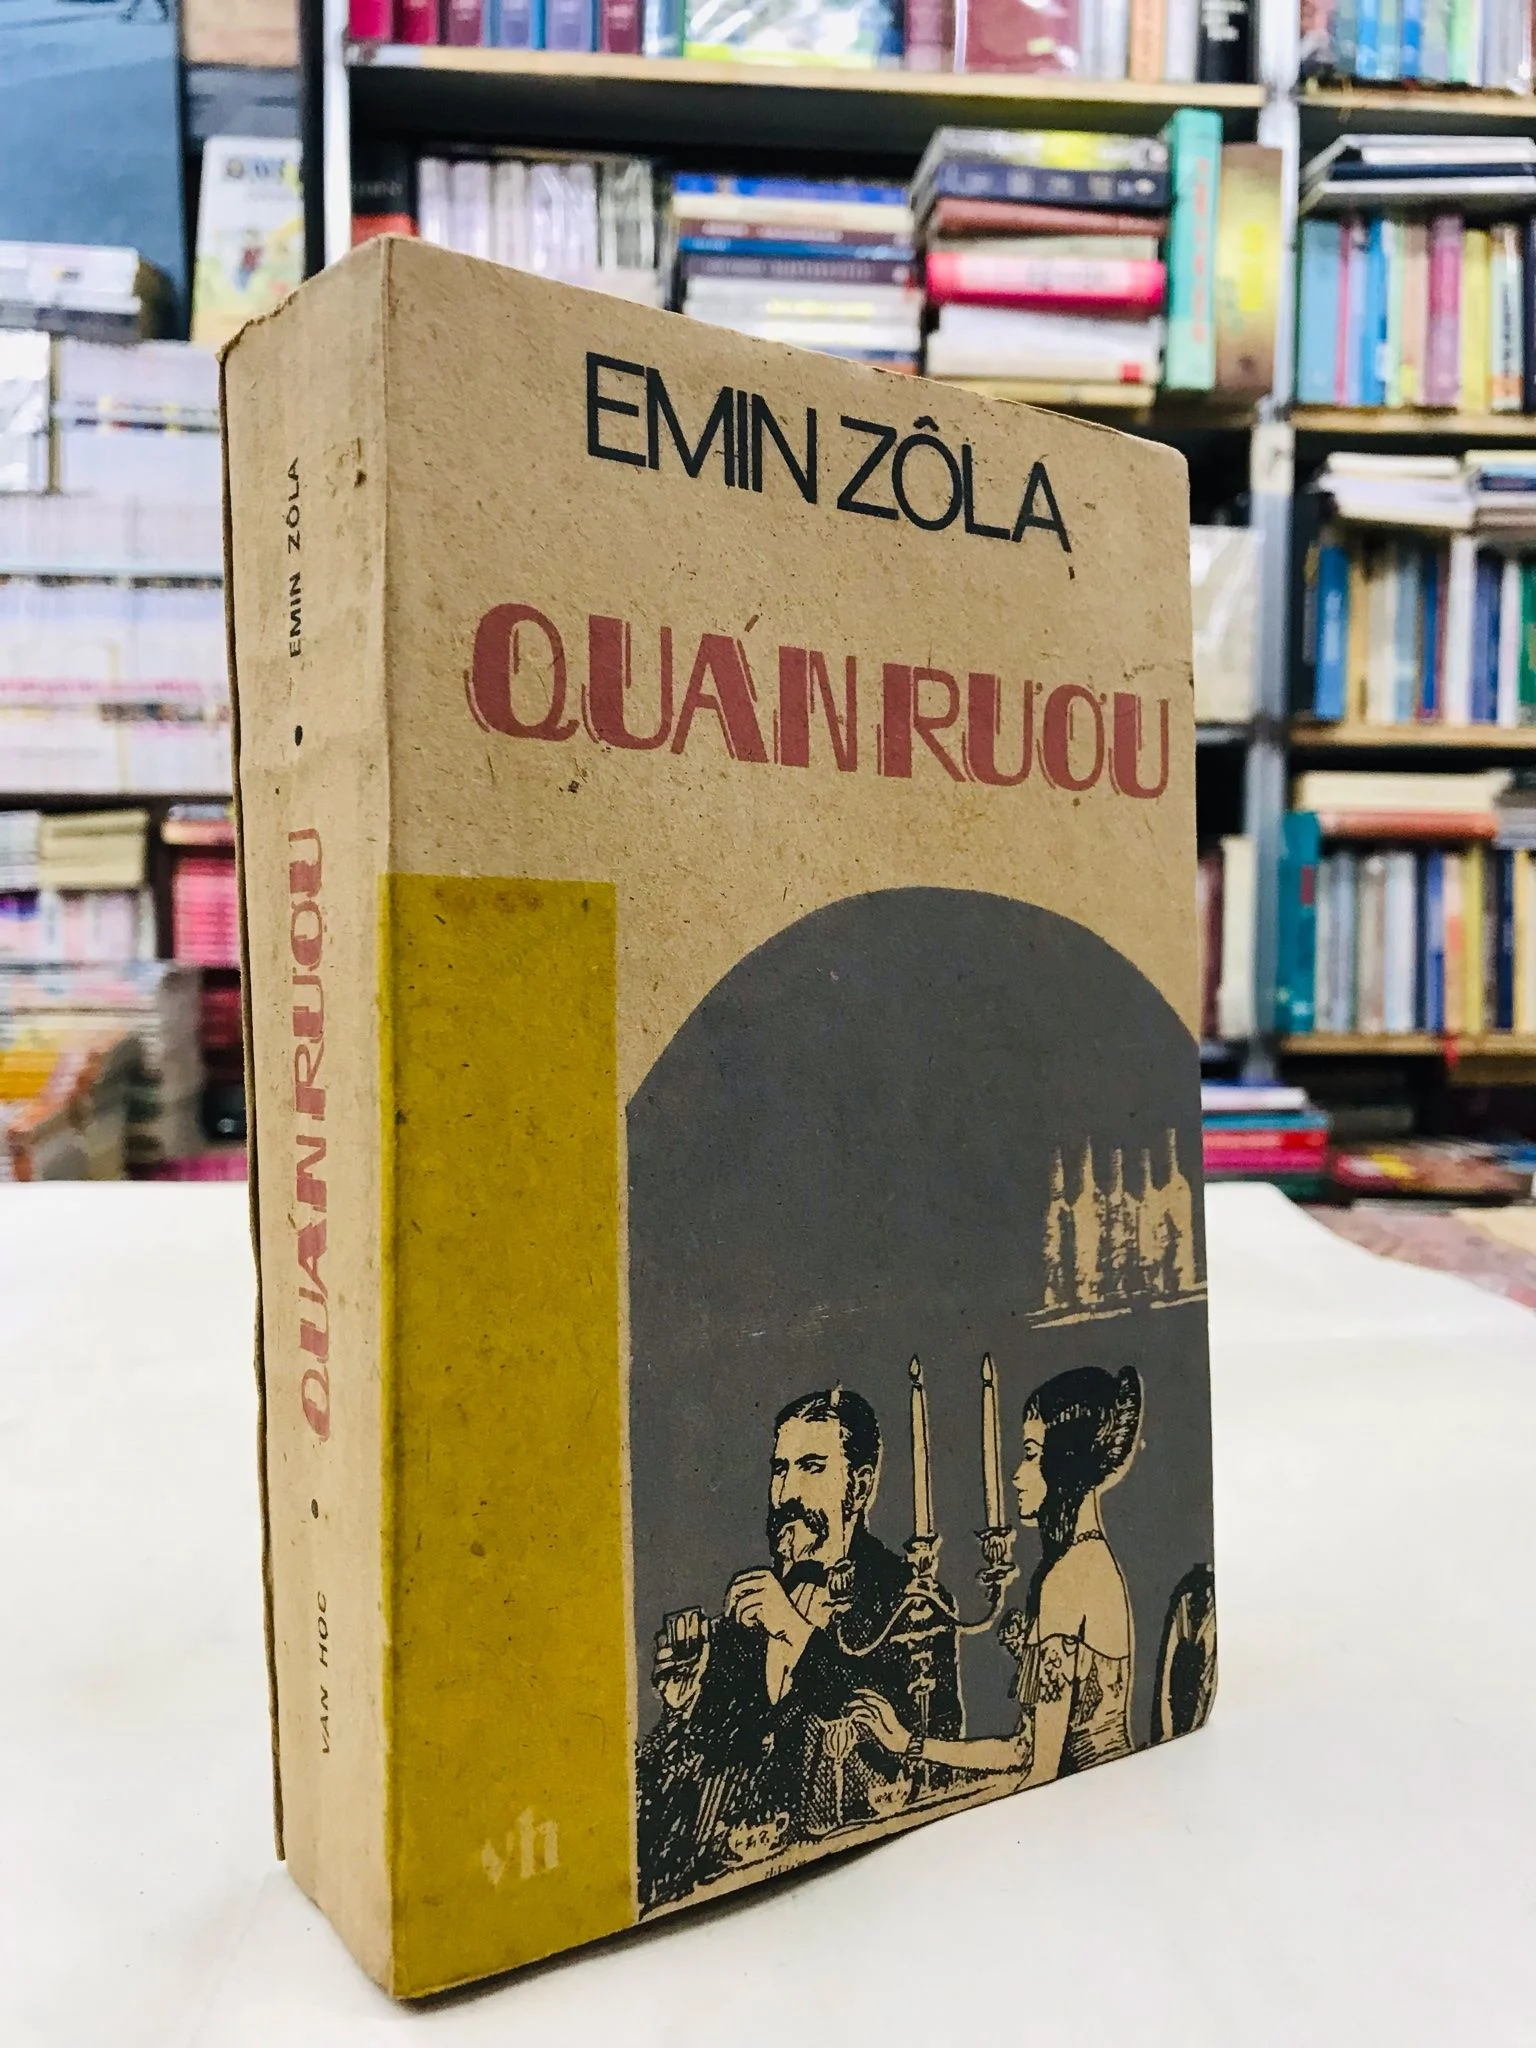 EMIN ZÔLA
QUÁN RƯỢU
vh
EMIN ZÔLA • QUÁN RƯỢU • VĂN HỌC